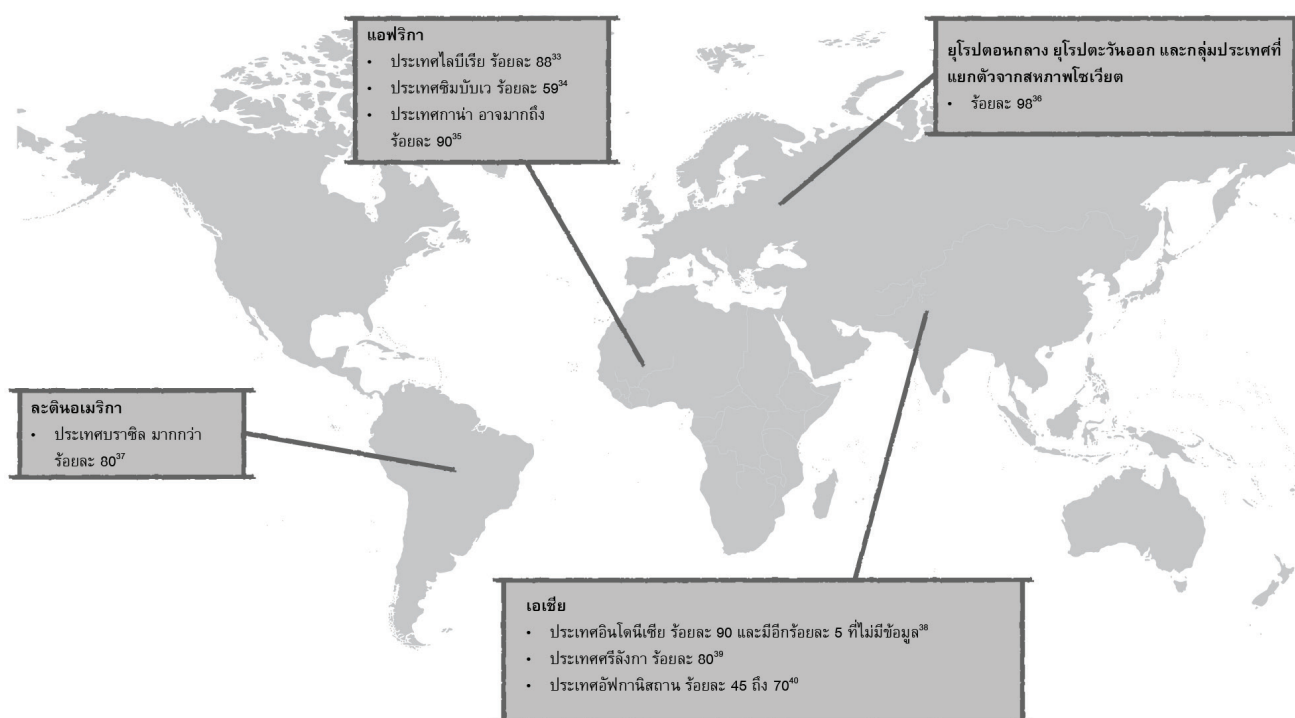 แอฟริกา
• ประเทศไลบีเรีย ร้อยละ 88³³
• ประเทศซิมบับเว ร้อยละ 59³⁴
• ประเทศกาน่า อาจมากถึง
ร้อยละ 90³⁵
ยุโรปตอนกลาง ยุโรปตะวันออก และกลุ่มประเทศที่
แยกตัวจากสหภาพโซเวียต
• ร้อยละ 98³⁶
ละตินอเมริกา
• ประเทศบราซิล มากกว่า
ร้อยละ 80³⁷
เอเชีย
• ประเทศอินโดนีเซีย ร้อยละ 90 และมีอีกร้อยละ 5 ที่ไม่มีข้อมูล³⁸
• ประเทศศรีลังกา ร้อยละ 80³⁹
• ประเทศอัฟกานิสถาน ร้อยละ 45 ถึง 70⁴⁰